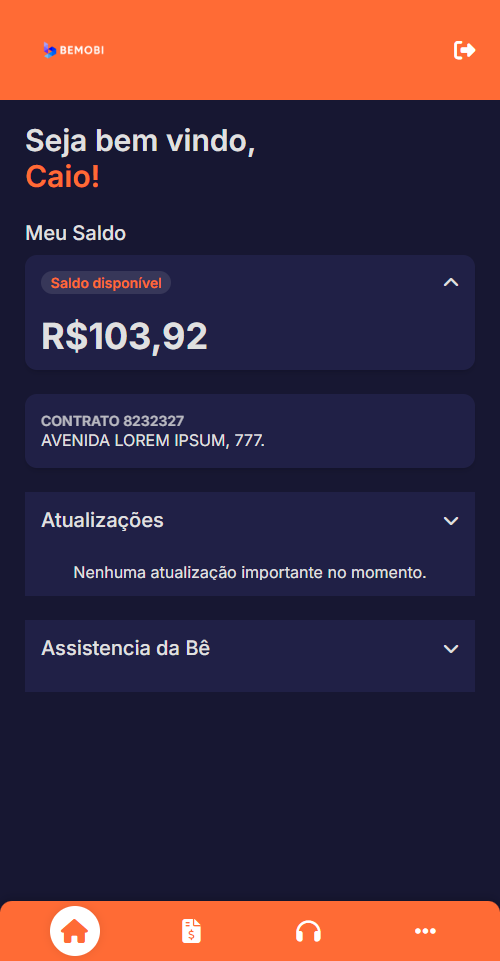 BEMOBI
Seja bem vindo,
Caio!
Meu Saldo
Saldo disponível
R$103,92
CONTRATO 8232327
AVENIDA LOREM IPSUM, 777.
Atualizações
Nenhuma atualização importante no momento.
Assistencia da Bê